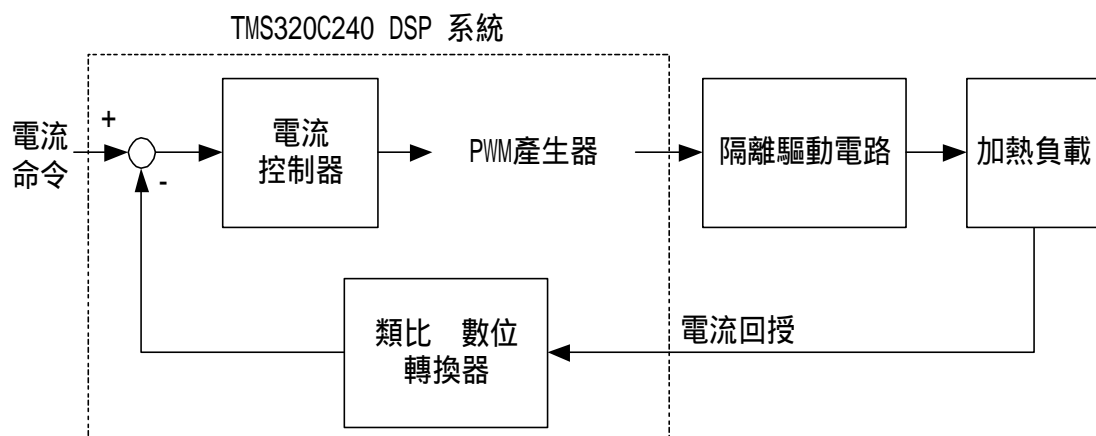 TMS320C240 DSP 系統
電流
命令
+
-
電流
控制器
PWM產生器
隔離驅動電路
加熱負載
類比 數位
轉換器
電流回授